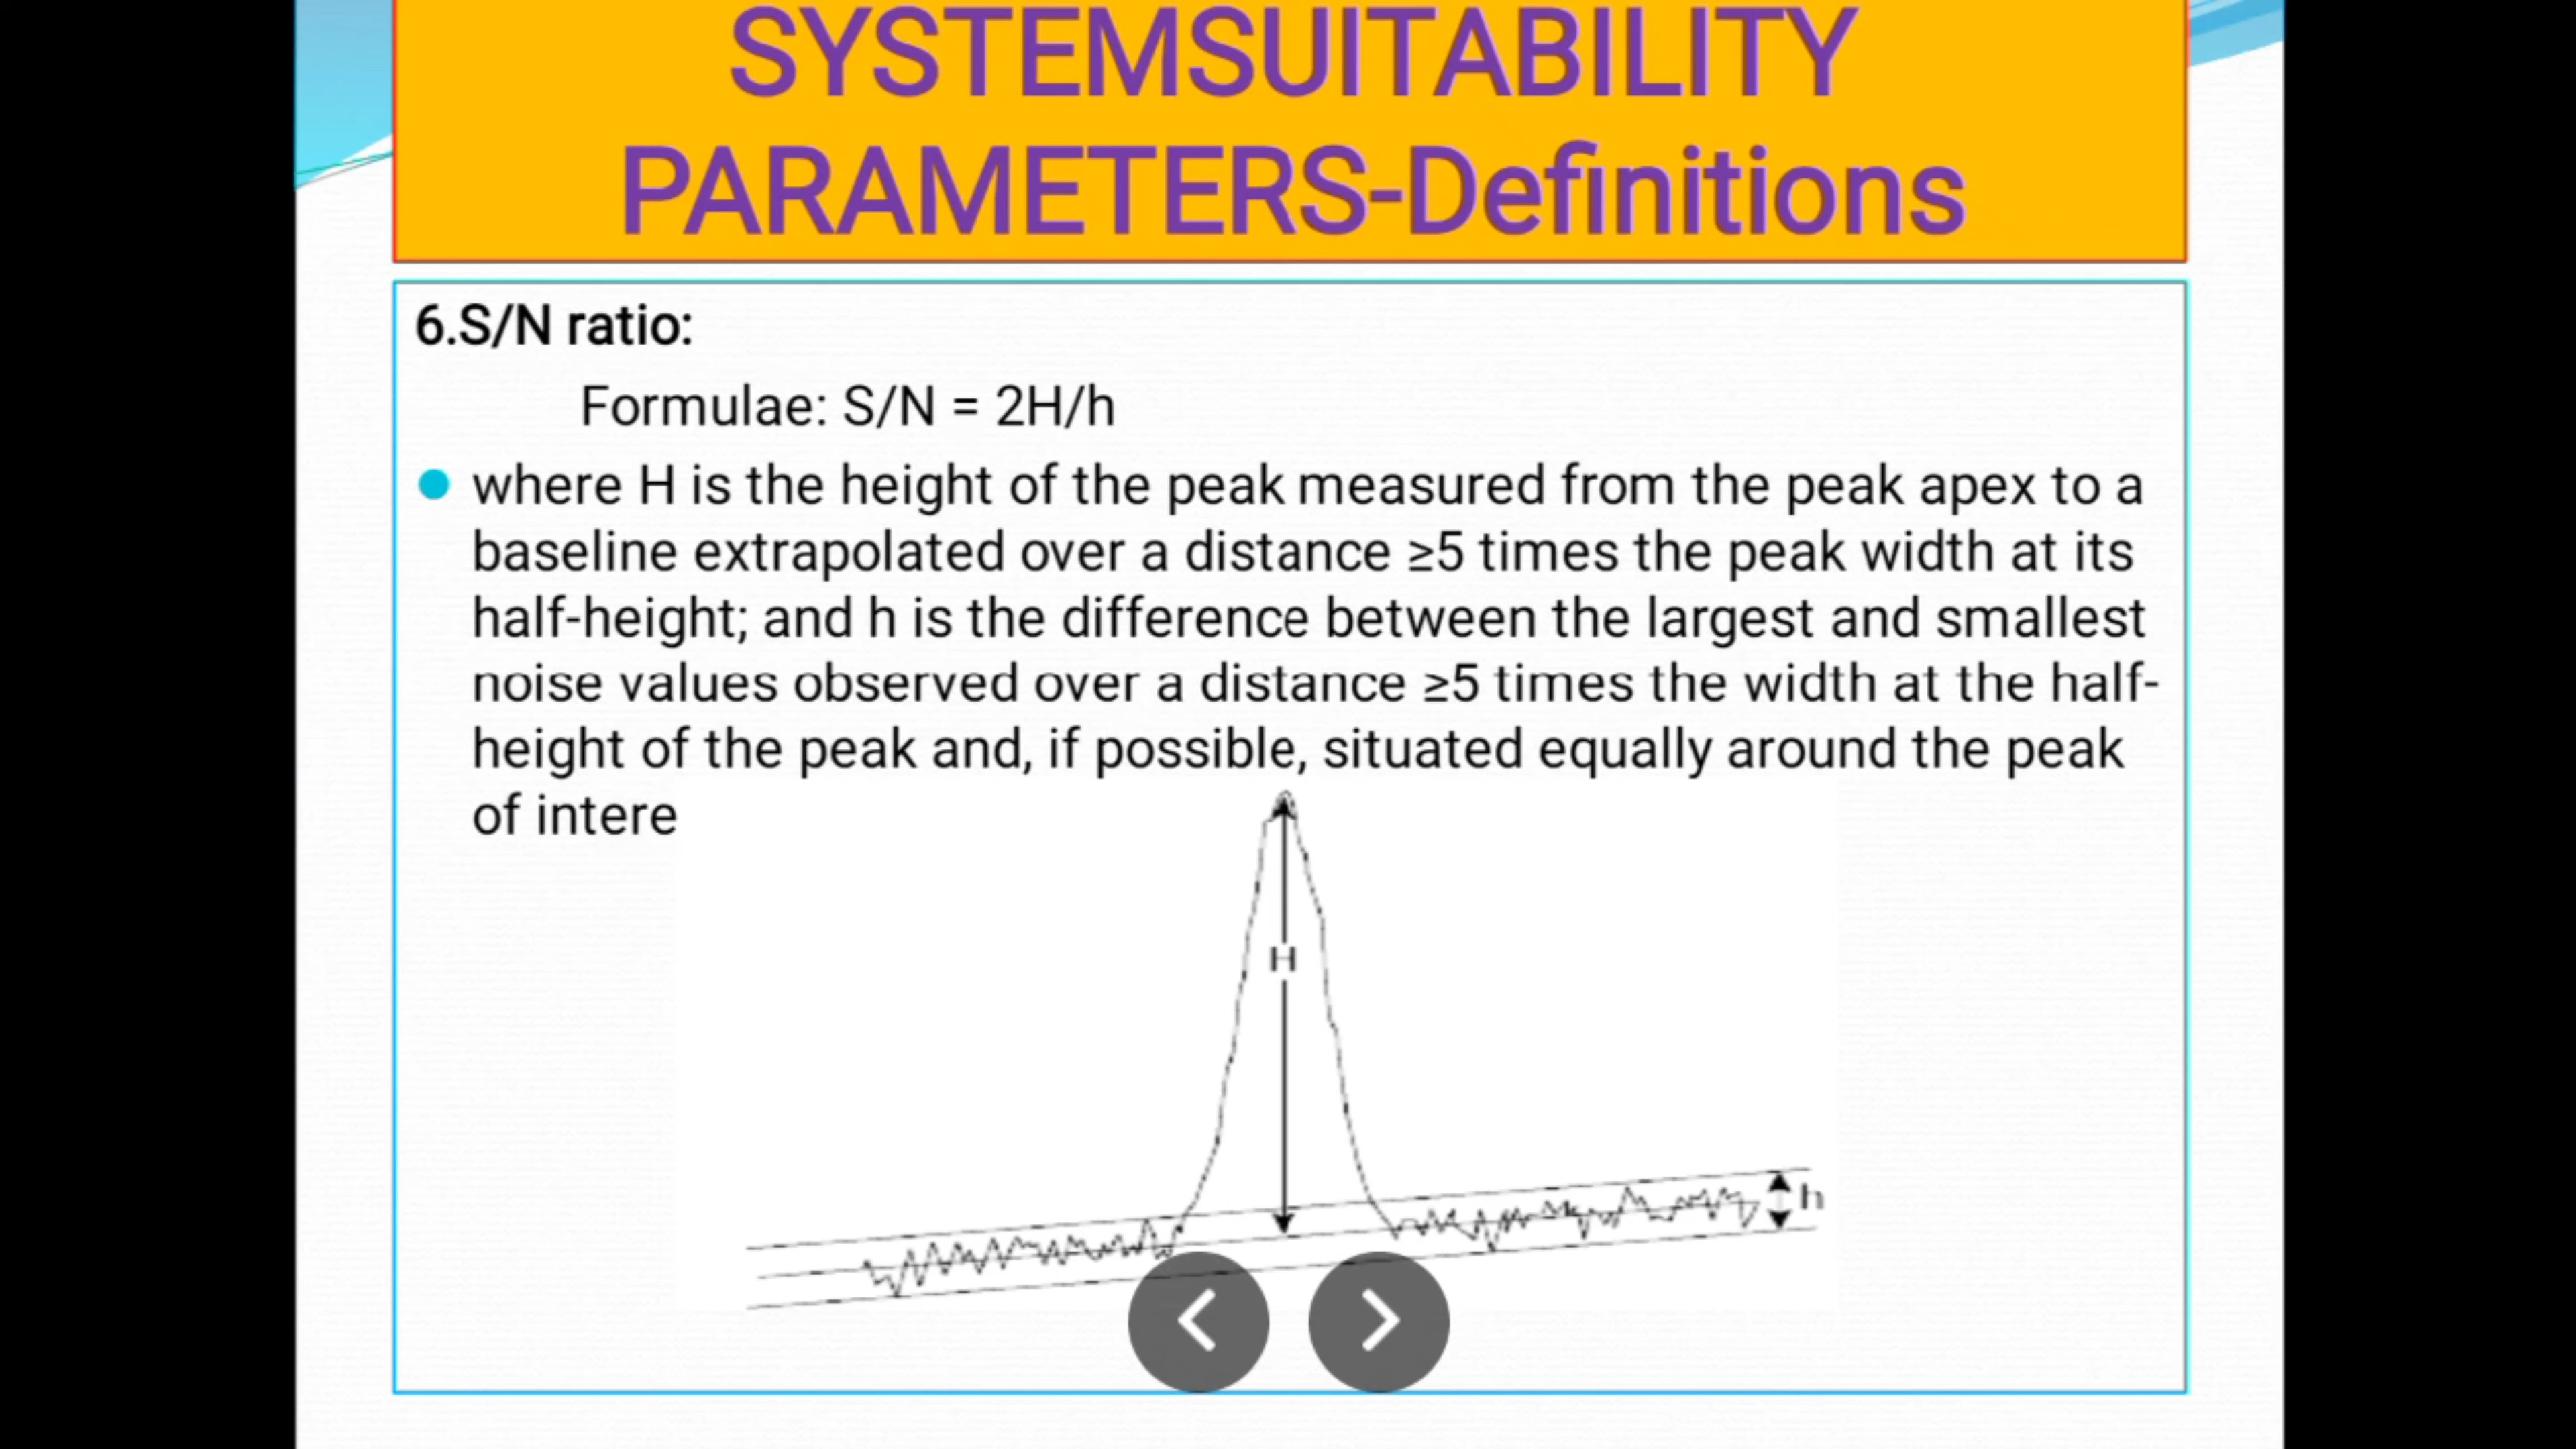 SYSTEMSUITABILITY
PARAMETERS-Definitions
6.S/N ratio:
Formulae: S/N = 2H/h
where H is the height of the peak measured from the peak apex to a
baseline extrapolated over a distance ≥5 times the peak width at its
half-height; and h is the difference between the largest and smallest
noise values observed over a distance ≥5 times the width at the half-
height of the peak and, if possible, situated equally around the peak
of intere
H
h